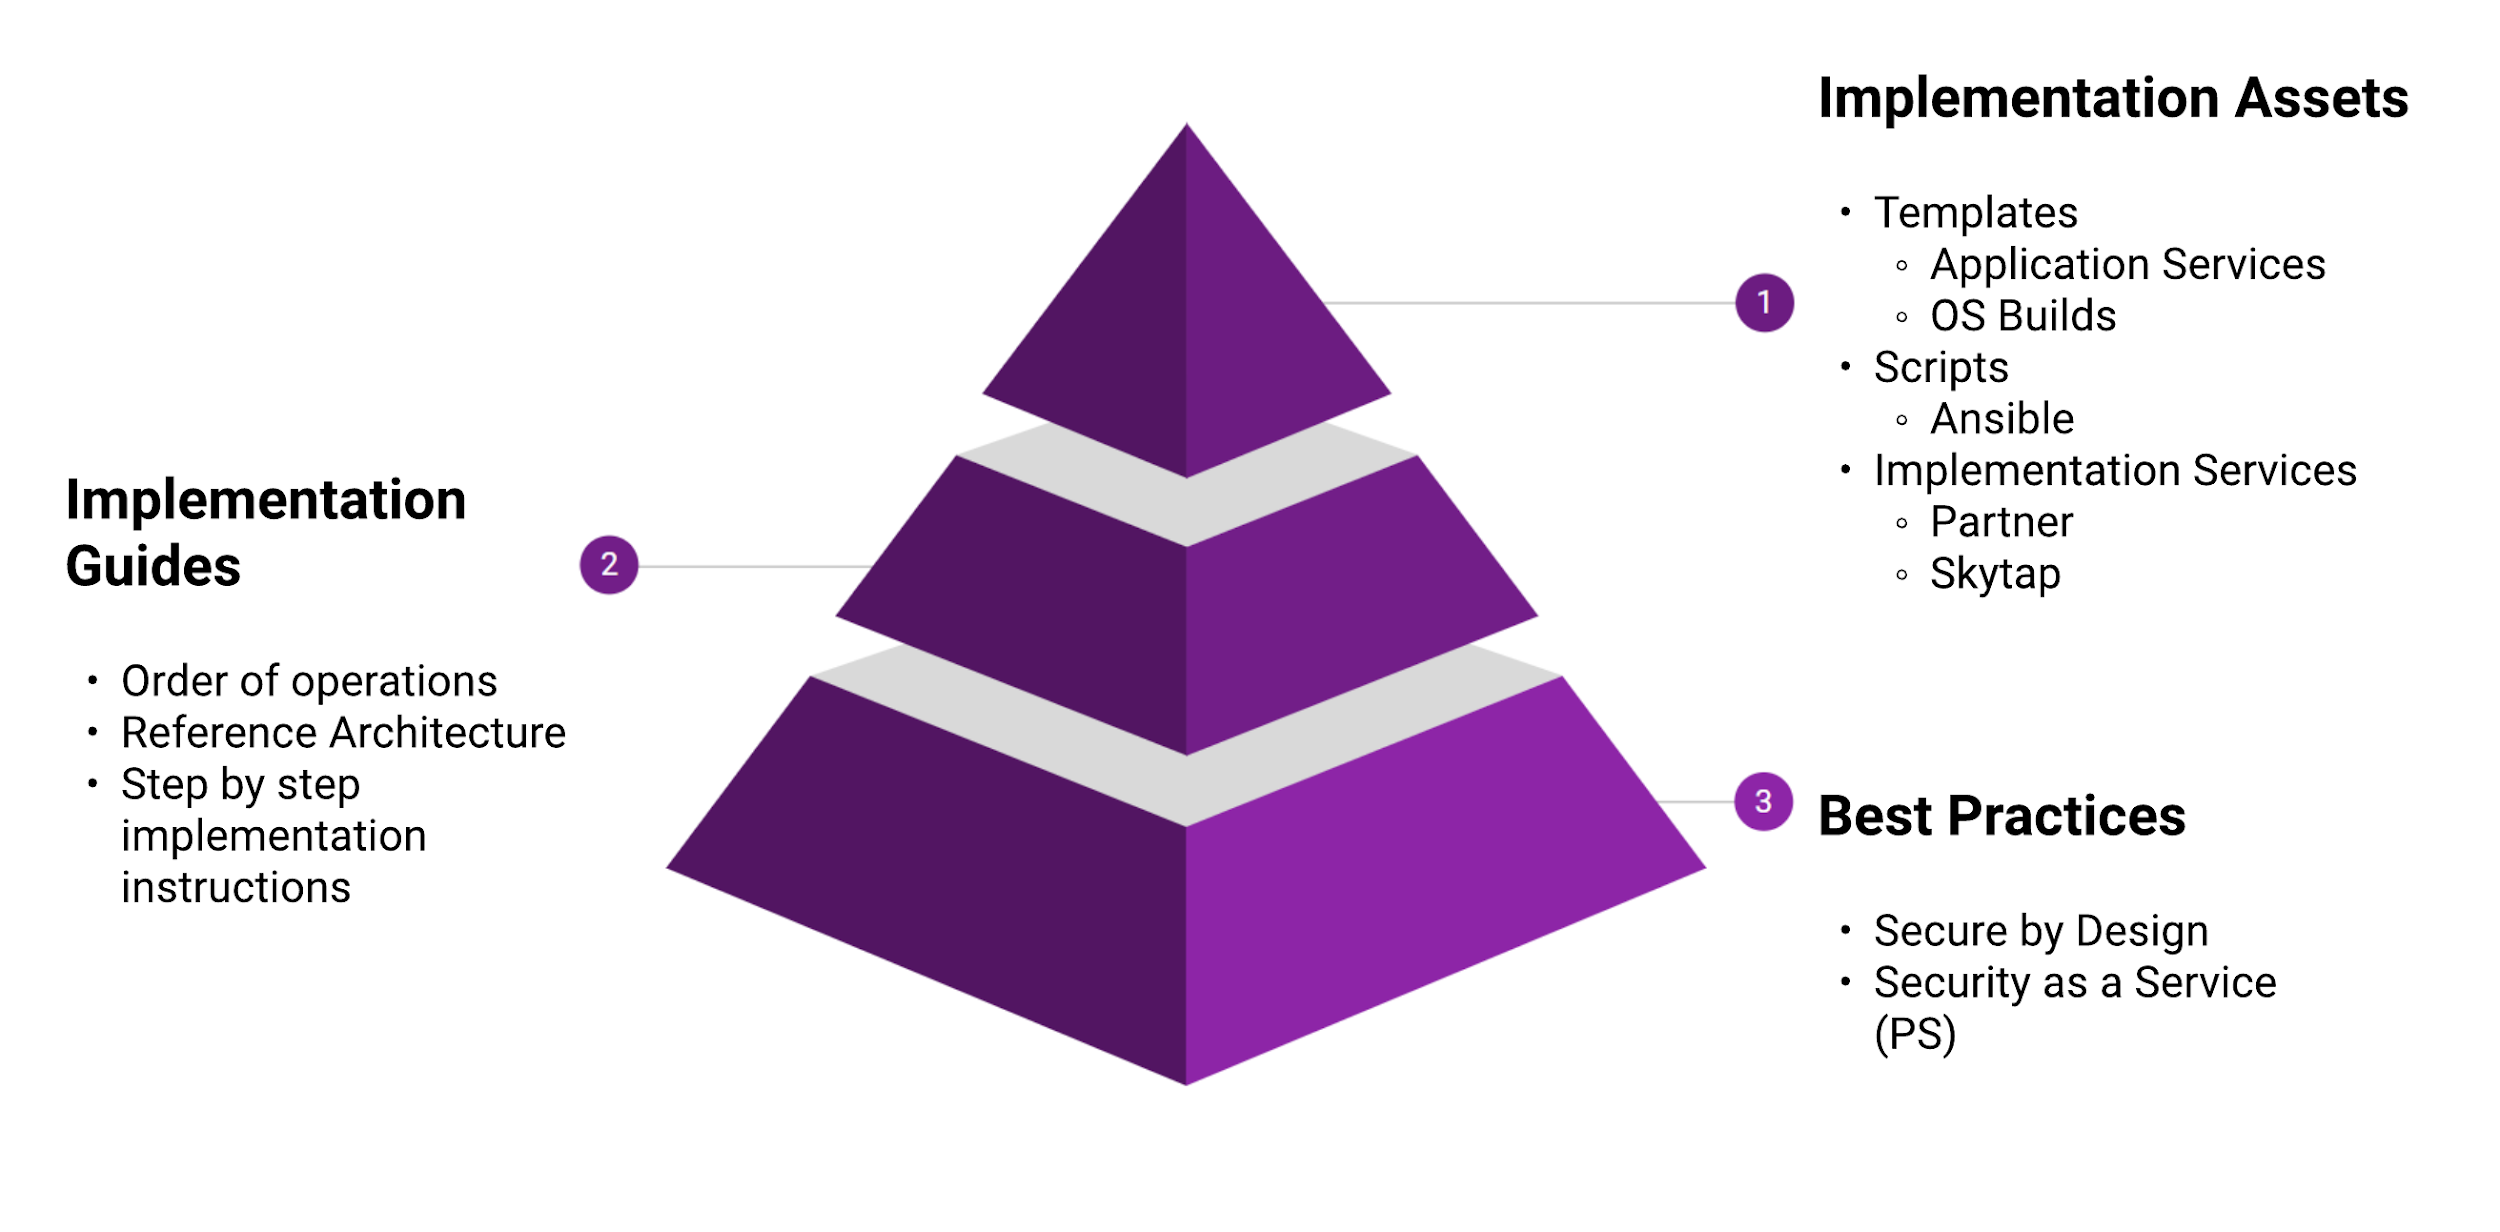 Implementation Assets
1
• Templates
◦ Application Services
◦ OS Builds
• Scripts
◦ Ansible
• Implementation Services
◦ Partner
◦ Skytap
Implementation
Guides
2
• Order of operations
• Reference Architecture
• Step by step
implementation
instructions
3
Best Practices
• Secure by Design
• Security as a Service
(PS)